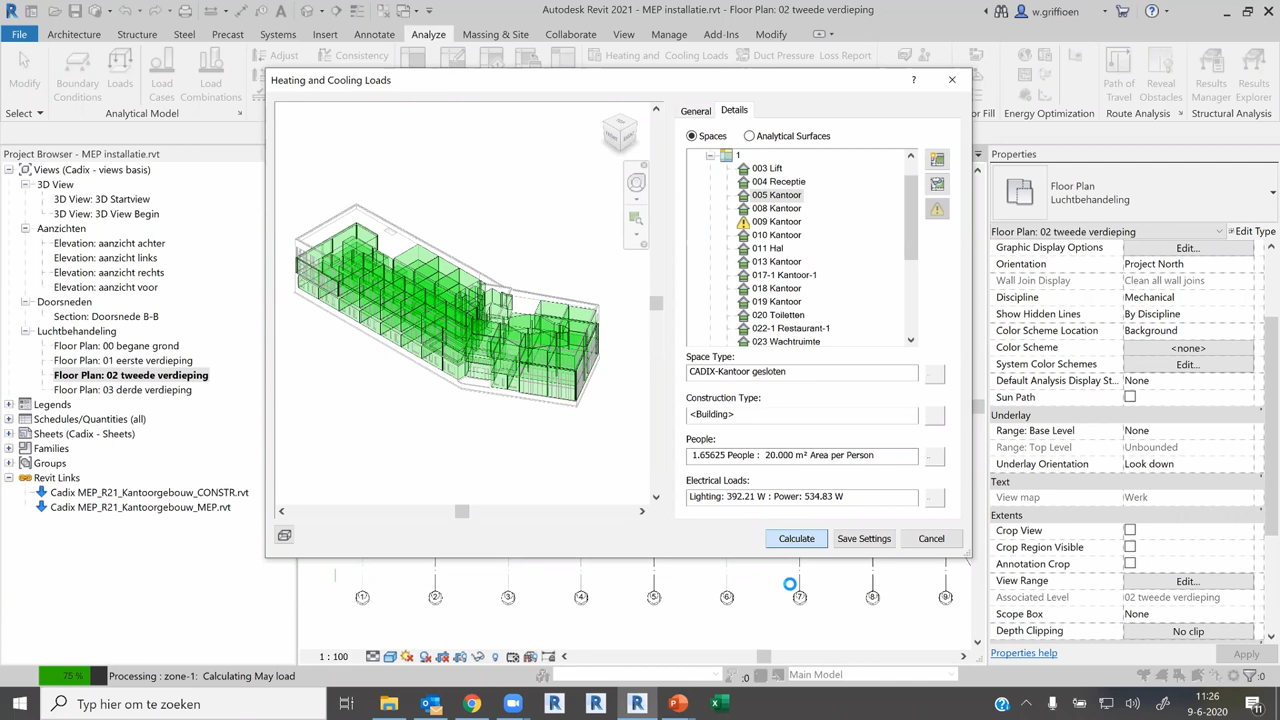 Autodesk Revit 2021 - MEP installatie.rvt - Floor Plan: 02 tweede verdieping
w.griffioen
File Architecture Structure Steel Precast Systems Insert Annotate Analyze Massing & Site Collaborate View Manage Add-Ins Modify
Adjust Consistency Heating and Cooling Loads Duct Pressure Loss Report
Modify Boundary Conditions Loads Load Cases Load Combinations Path of Travel Reveal Obstacles Results Manager Results Explorer
Select Analytical Model Energy Optimization Route Analysis Structural Analysis
Project Browser - MEP installatie.rvt
Views (Cadix - views basis)
3D View
3D View: 3D Startview
3D View: 3D View Begin
Aanzichten
Elevation: aanzicht achter
Elevation: aanzicht links
Elevation: aanzicht rechts
Elevation: aanzicht voor
Doorsneden
Section: Doorsnede B-B
Luchtbehandeling
Floor Plan: 00 begane grond
Floor Plan: 01 eerste verdieping
Floor Plan: 02 tweede verdieping
Floor Plan: 03 derde verdieping
Legends
Schedules/Quantities (all)
Sheets (Cadix - Sheets)
Families
Groups
Revit Links
Cadix MEP_R21_Kantoorgebouw_CONSTR.rvt
Cadix MEP_R21_Kantoorgebouw_MEP.rvt
Heating and Cooling Loads
General Details
Spaces Analytical Surfaces
1
003 Lift
004 Receptie
005 Kantoor
008 Kantoor
009 Kantoor
010 Kantoor
011 Hal
013 Kantoor
017-1 Kantoor-1
018 Kantoor
019 Kantoor
020 Toiletten
022-1 Restaurant-1
023 Wachtruimte
Space Type:
CADIX-Kantoor gesloten
Construction Type:
<Building>
People:
1.65625 People : 20.000 m² Area per Person
Electrical Loads:
Lighting: 392.21 W : Power: 534.83 W
Calculate Save Settings Cancel
1 2 3 4 5 6 7 8 9
Properties
Floor Plan
Luchtbehandeling
Floor Plan: 02 tweede verdieping Edit Type
Graphic Display Options Edit...
Orientation Project North
Wall Join Display Clean all wall joins
Discipline Mechanical
Show Hidden Lines By Discipline
Color Scheme Location Background
Color Scheme <none>
System Color Schemes Edit...
Default Analysis Display St... None
Sun Path
Underlay
Range: Base Level None
Range: Top Level Unbounded
Underlay Orientation Look down
Text
View map Werk
Extents
Crop View
Crop Region Visible
Annotation Crop
View Range Edit...
Associated Level 02 tweede verdieping
Scope Box None
Depth Clipping No clip
Properties help Apply
1 : 100
75 % Processing : zone-1: Calculating May load :0 Main Model :0
Typ hier om te zoeken
11:26
9-6-2020